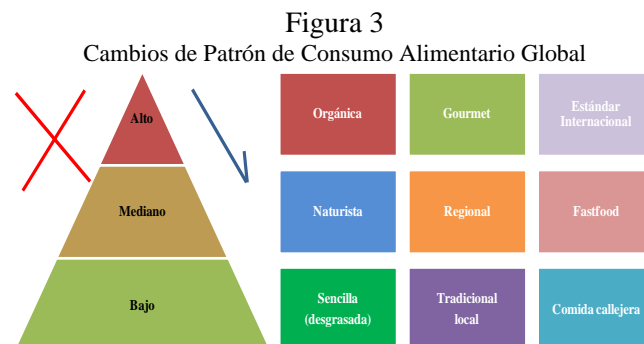 Figura 3
Cambios de Patrón de Consumo Alimentario Global
Alto
Orgánica
Gourmet
Estándar
Internacional
Mediano
Naturista
Regional
Fastfood
Bajo
Sencilla
(desgrasada)
Tradicional
local
Comida callejera